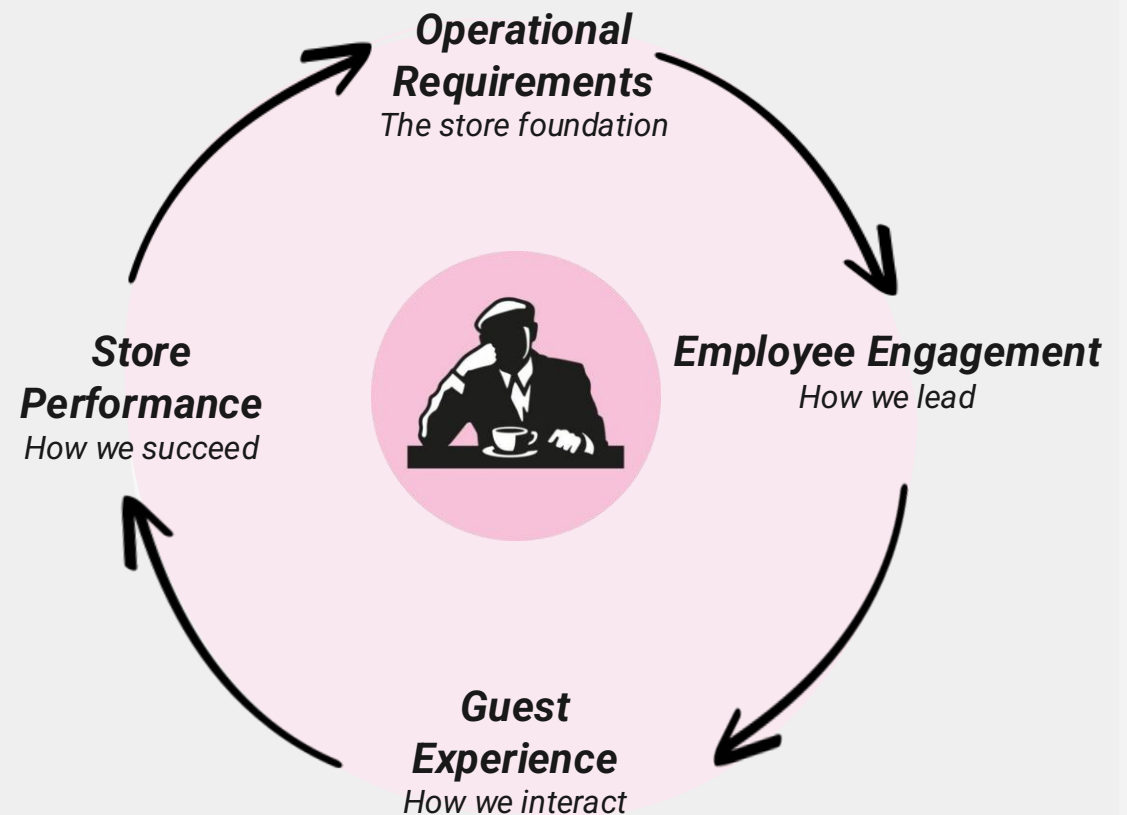 Operational
Requirements
The store foundation
Employee Engagement
How we lead
Guest
Experience
How we interact
Store
Performance
How we succeed